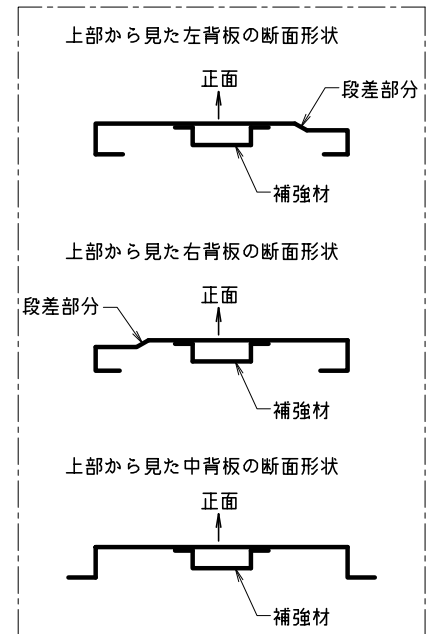 上部から見た左背板の断面形状
正面
段差部分
補強材
上部から見た右背板の断面形状
正面
段差部分
補強材
上部から見た中背板の断面形状
正面
補強材